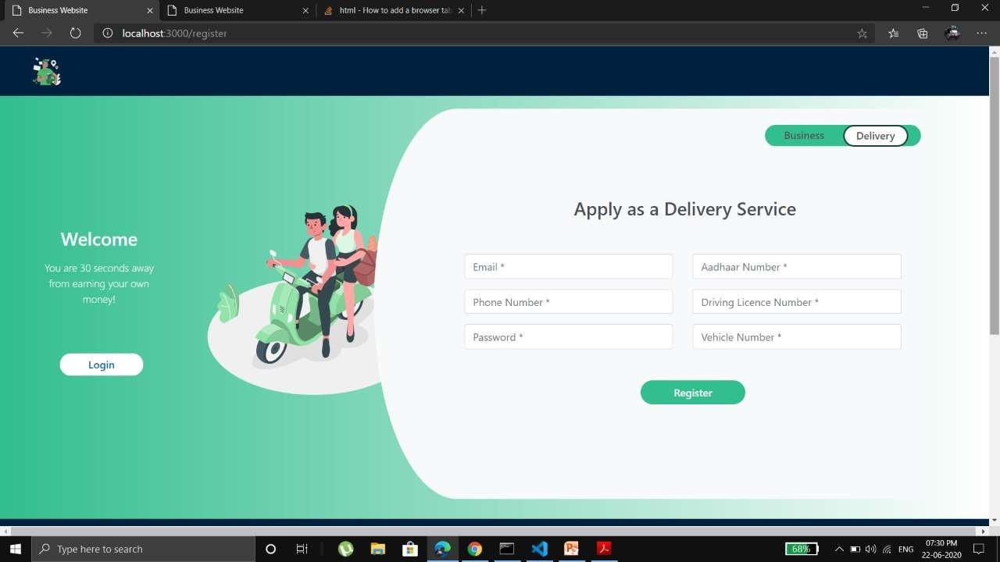 Business Website
Business Website
html - How to add a browser tab
localhost:3000/register
Business
Delivery
Apply as a Delivery Service
Welcome
You are 30 seconds away
from earning your own
money!
Login
Email *
Aadhaar Number *
Phone Number *
Driving Licence Number *
Password *
Vehicle Number *
Register
Type here to search
68%
ENG
07:30 PM
22-06-2020